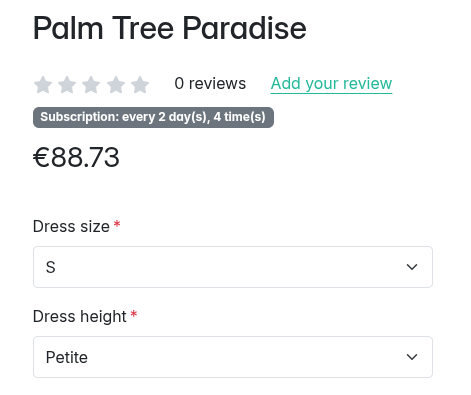 Palm Tree Paradise
0 reviews Add your review
Subscription: every 2 day(s), 4 time(s)
€88.73
Dress size *
S
Dress height *
Petite